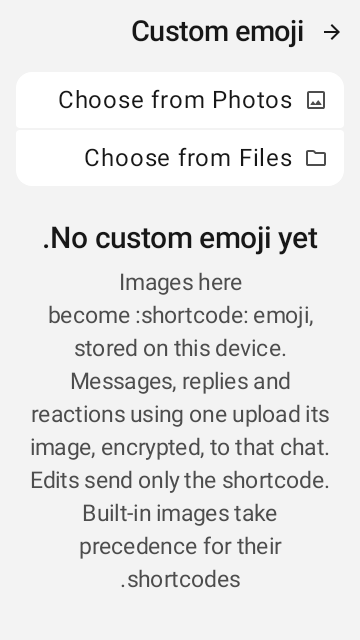 Custom emoji
Choose from Photos
Choose from Files
.No custom emoji yet
Images here
become :shortcode: emoji,
stored on this device.
Messages, replies and
reactions using one upload its
image, encrypted, to that chat.
Edits send only the shortcode.
Built-in images take
precedence for their
.shortcodes